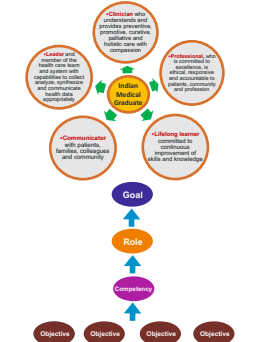 •Clinician who
understands and
provides preventive,
promotive, curative,
palliative and
holistic care with
compassion
•Leader and
member of the
health care team
and system with
capabilities to collect
analyze, synthesize
and communicate
health data
appropriately
•Professional, who
is committed to
excellence, is
ethical, responsive
and accountable to
patients, community
and profession
Indian
Medical
Graduate
•Communicator
with patients,
families, colleagues
and community
•Lifelong learner
committed to
continuous
improvement of
skills and knowledge
Goal
Role
Competency
Objective
Objective
Objective
Objective